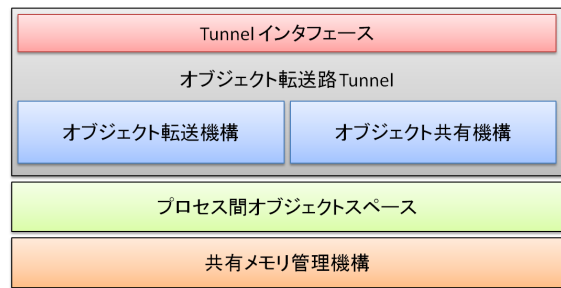 Tunnel インタフェース
オブジェクト転送路Tunnel
オブジェクト転送機構
オブジェクト共有機構
プロセス間オブジェクトスペース
共有メモリ管理機構